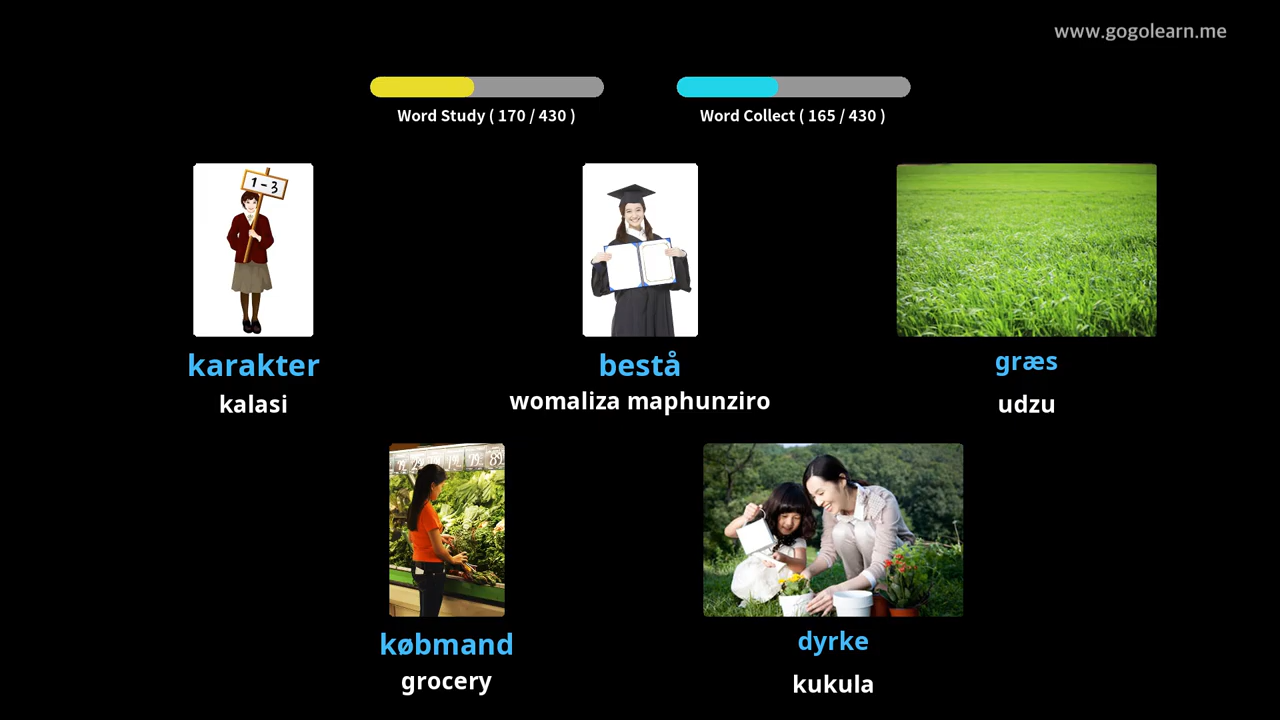 www.gogolearn.me
Word Study ( 170 / 430 )
Word Collect ( 165 / 430 )
1-3
karakter
kalasi
bestå
womaliza maphunziro
græs
udzu
købmand
grocery
dyrke
kukula